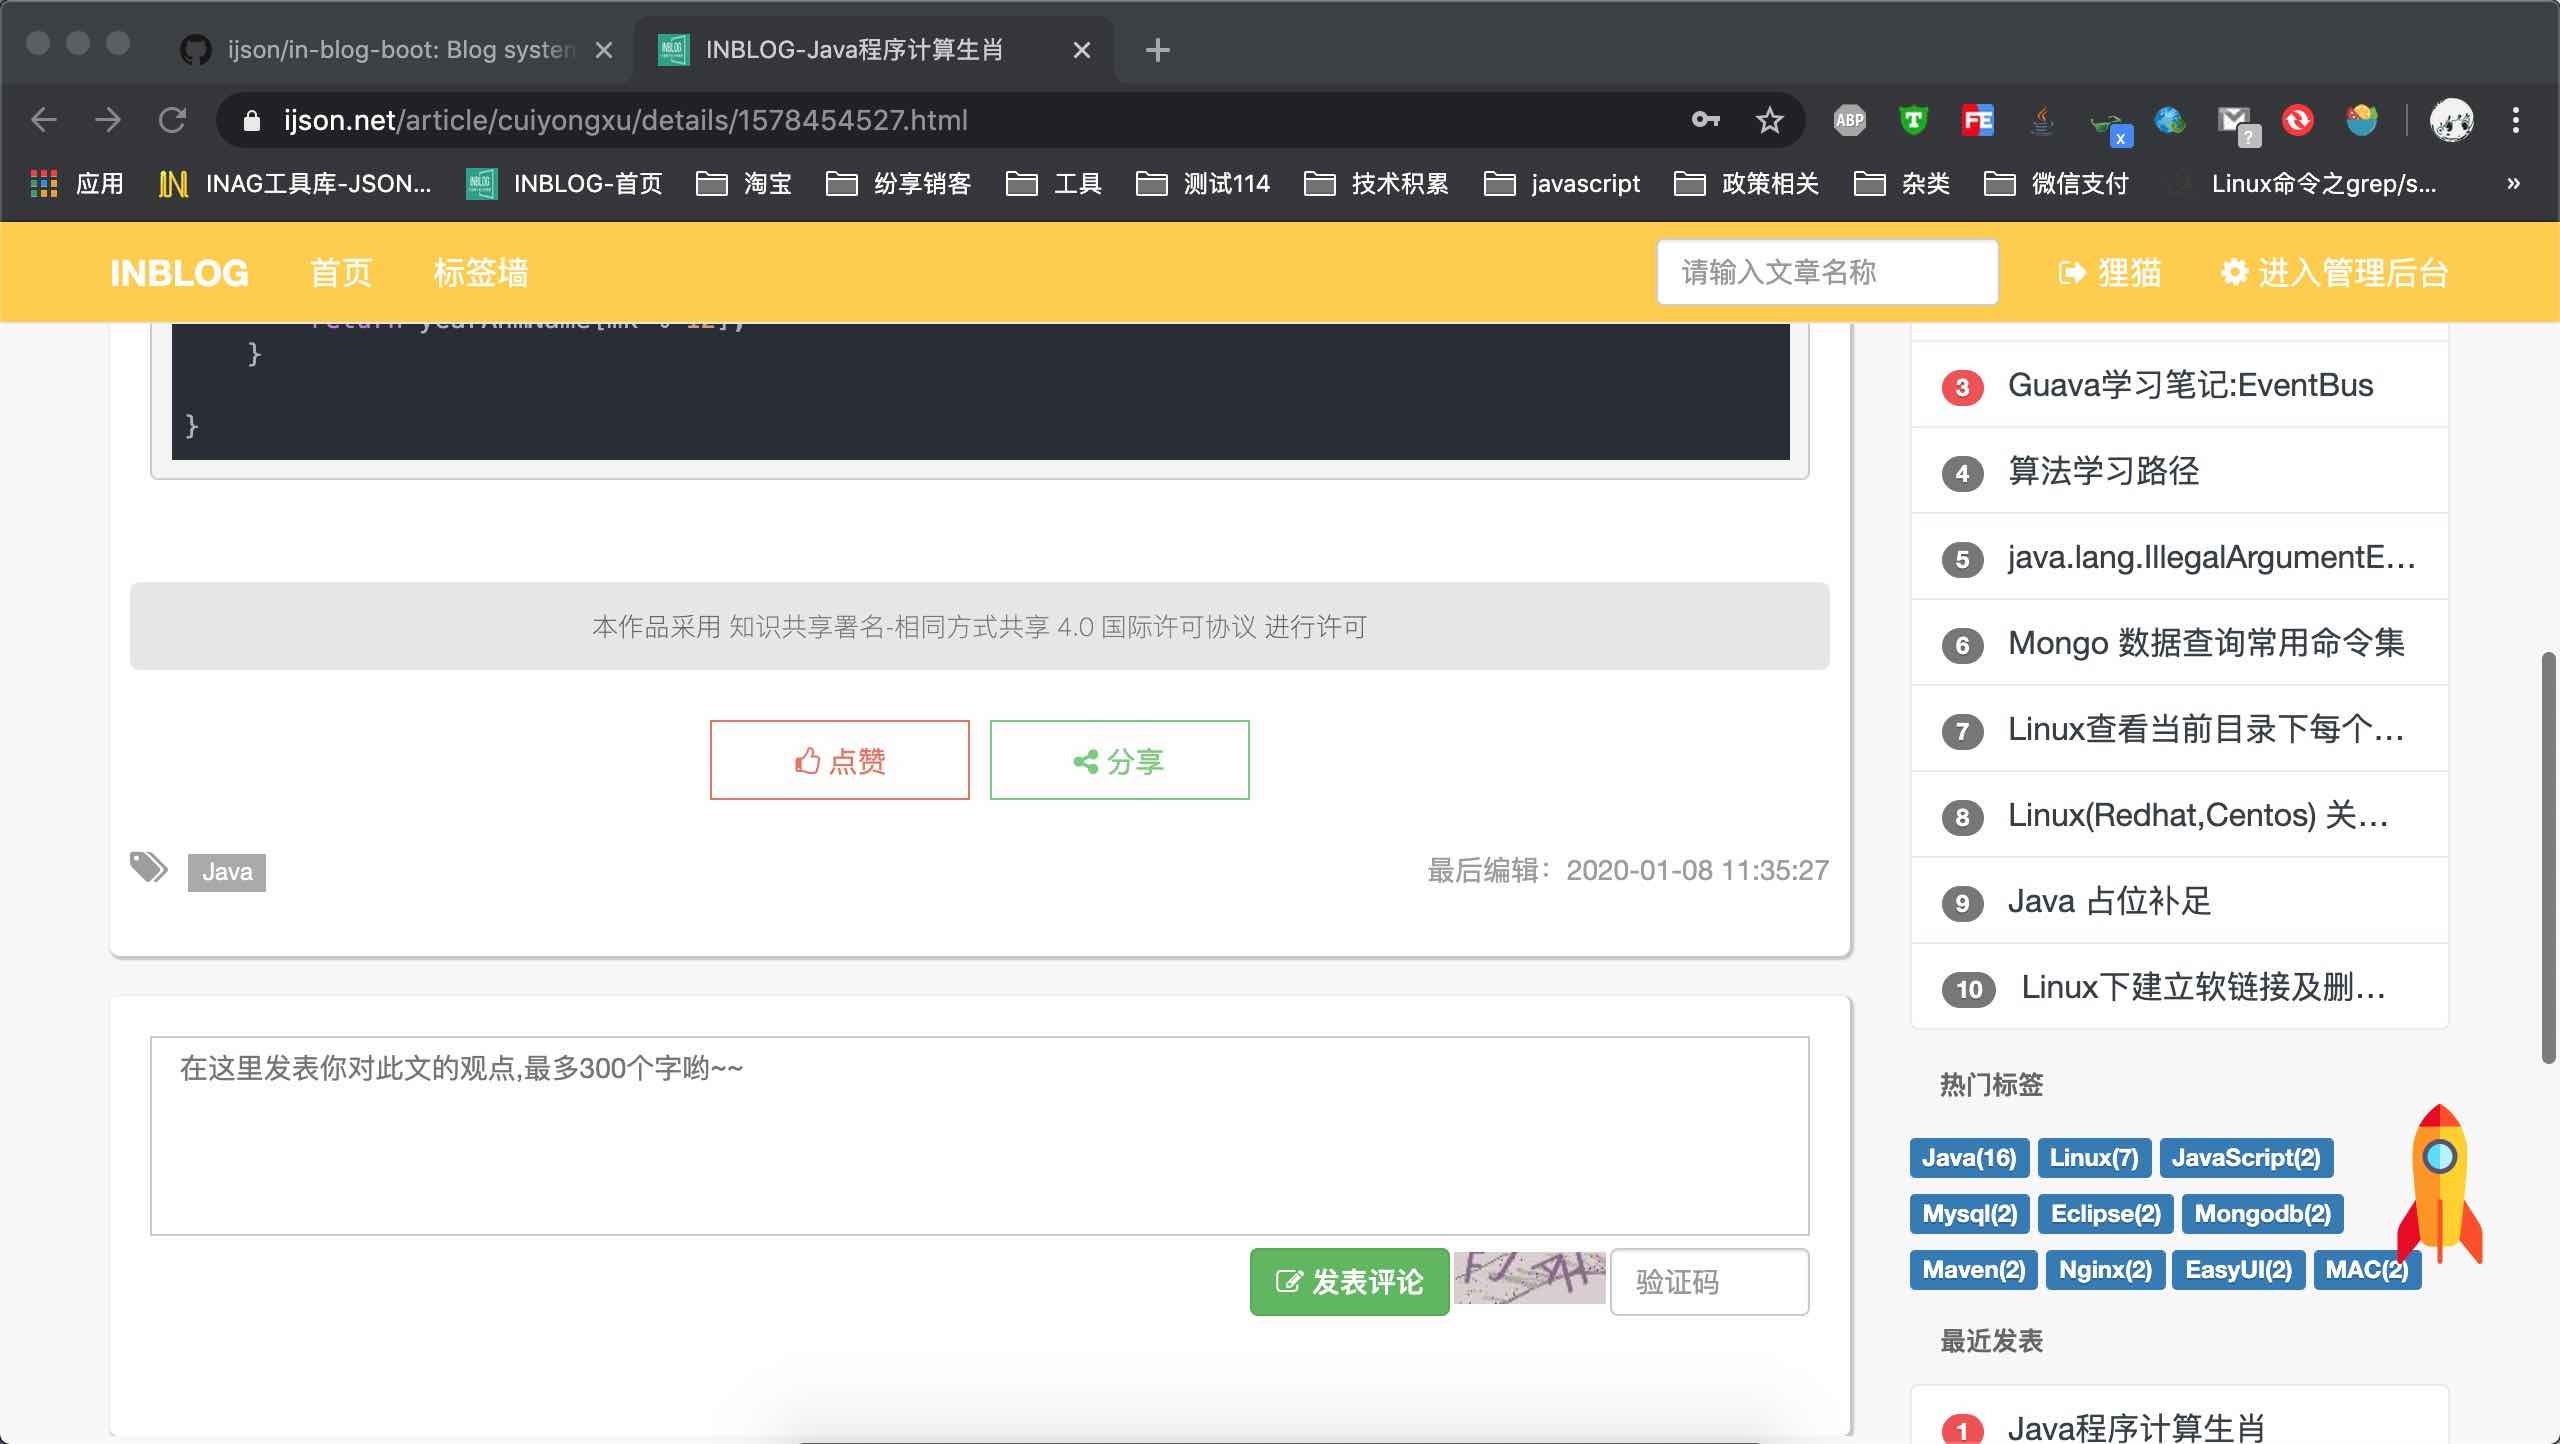 ijson/in-blog-boot: Blog system
INBLOG-Java程序计算生肖
ijson.net/article/cuiyongxu/details/1578454527.html
ABP
T
FE
x
?
应用
INAG工具库-JSON...
INBLOG-首页
淘宝
纷享销客
工具
测试114
技术积累
javascript
政策相关
杂类
微信支付
Linux命令之grep/s...
»
INBLOG
首页
标签墙
请输入文章名称
狸猫
进入管理后台
}
}
本作品采用 知识共享署名-相同方式共享 4.0 国际许可协议 进行许可
点赞
分享
Java
最后编辑：2020-01-08 11:35:27
在这里发表你对此文的观点,最多300个字哟~~
发表评论
验证码
3 Guava学习笔记:EventBus
4 算法学习路径
5 java.lang.IllegalArgumentE...
6 Mongo 数据查询常用命令集
7 Linux查看当前目录下每个...
8 Linux(Redhat,Centos) 关...
9 Java 占位补足
10 Linux下建立软链接及删...
热门标签
Java(16) Linux(7) JavaScript(2)
Mysql(2) Eclipse(2) Mongodb(2)
Maven(2) Nginx(2) EasyUI(2) MAC(2)
最近发表
1 Java程序计算生肖